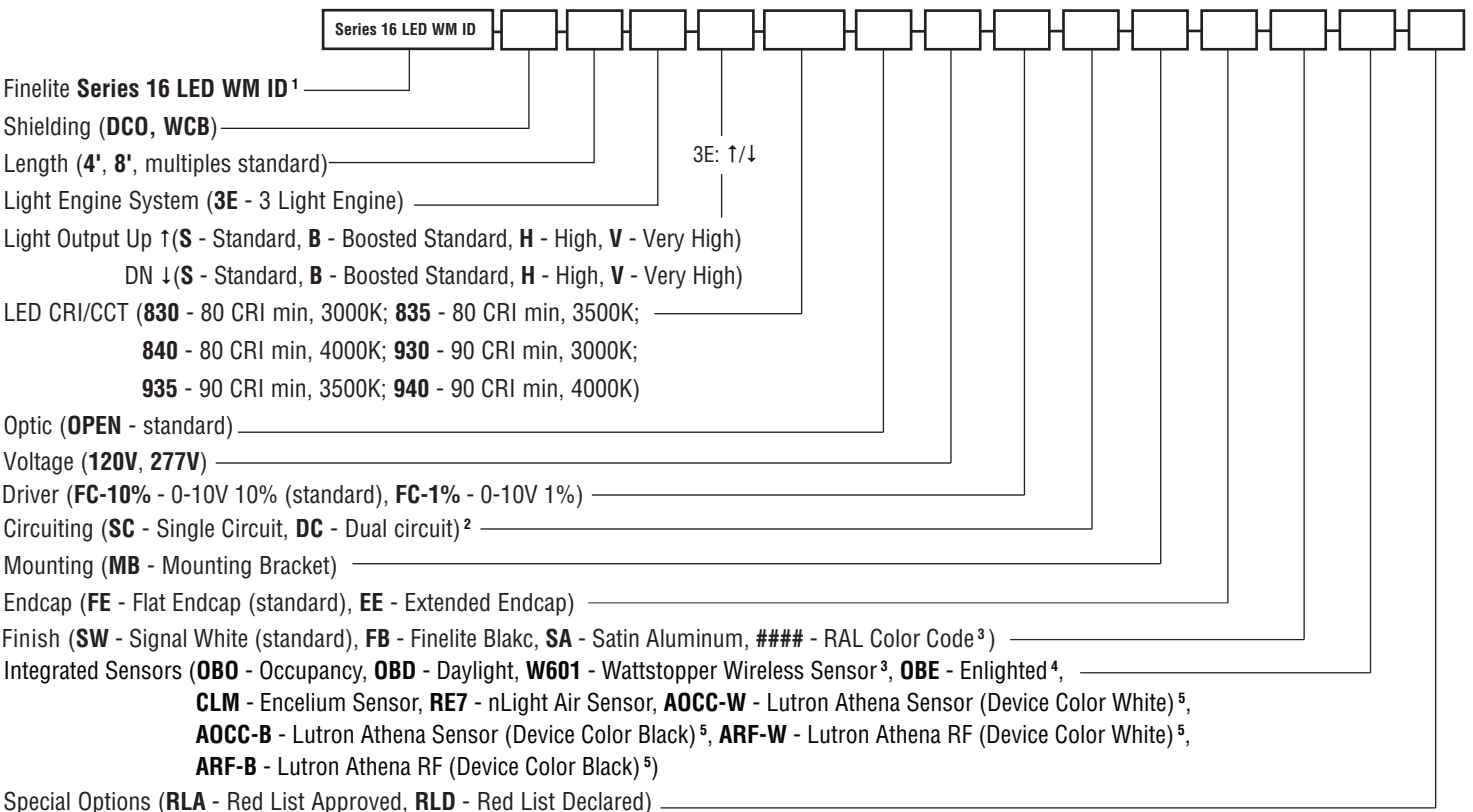 Series 16 LED WM ID
Finelite Series 16 LED WM ID 1
Shielding (DCO, WCB)
3E: ↑/↓
Length (4', 8', multiples standard)
Light Engine System (3E - 3 Light Engine)
Light Output Up ↑(S - Standard, B - Boosted Standard, H - High, V - Very High)
DN ↓(S - Standard, B - Boosted Standard, H - High, V - Very High)
LED CRI/CCT (830 - 80 CRI min, 3000K; 835 - 80 CRI min, 3500K;
840 - 80 CRI min, 4000K; 930 - 90 CRI min, 3000K;
935 - 90 CRI min, 3500K; 940 - 90 CRI min, 4000K)
Optic (OPEN - standard)
Voltage (120V, 277V)
Driver (FC-10% - 0-10V 10% (standard), FC-1% - 0-10V 1%)
Circuiting (SC - Single Circuit, DC - Dual circuit) 2
Mounting (MB - Mounting Bracket)
Endcap (FE - Flat Endcap (standard), EE - Extended Endcap)
Finish (SW - Signal White (standard), FB - Finelite Blakc, SA - Satin Aluminum, #### - RAL Color Code 3 )
Integrated Sensors (OBO - Occupancy, OBD - Daylight, W601 - Wattstopper Wireless Sensor 3, OBE - Enlighted 4,
CLM - Encelium Sensor, RE7 - nLight Air Sensor, AOCC-W - Lutron Athena Sensor (Device Color White) 5,
AOCC-B - Lutron Athena Sensor (Device Color Black) 5, ARF-W - Lutron Athena RF (Device Color White) 5,
ARF-B - Lutron Athena RF (Device Color Black) 5)
Special Options (RLA - Red List Approved, RLD - Red List Declared)